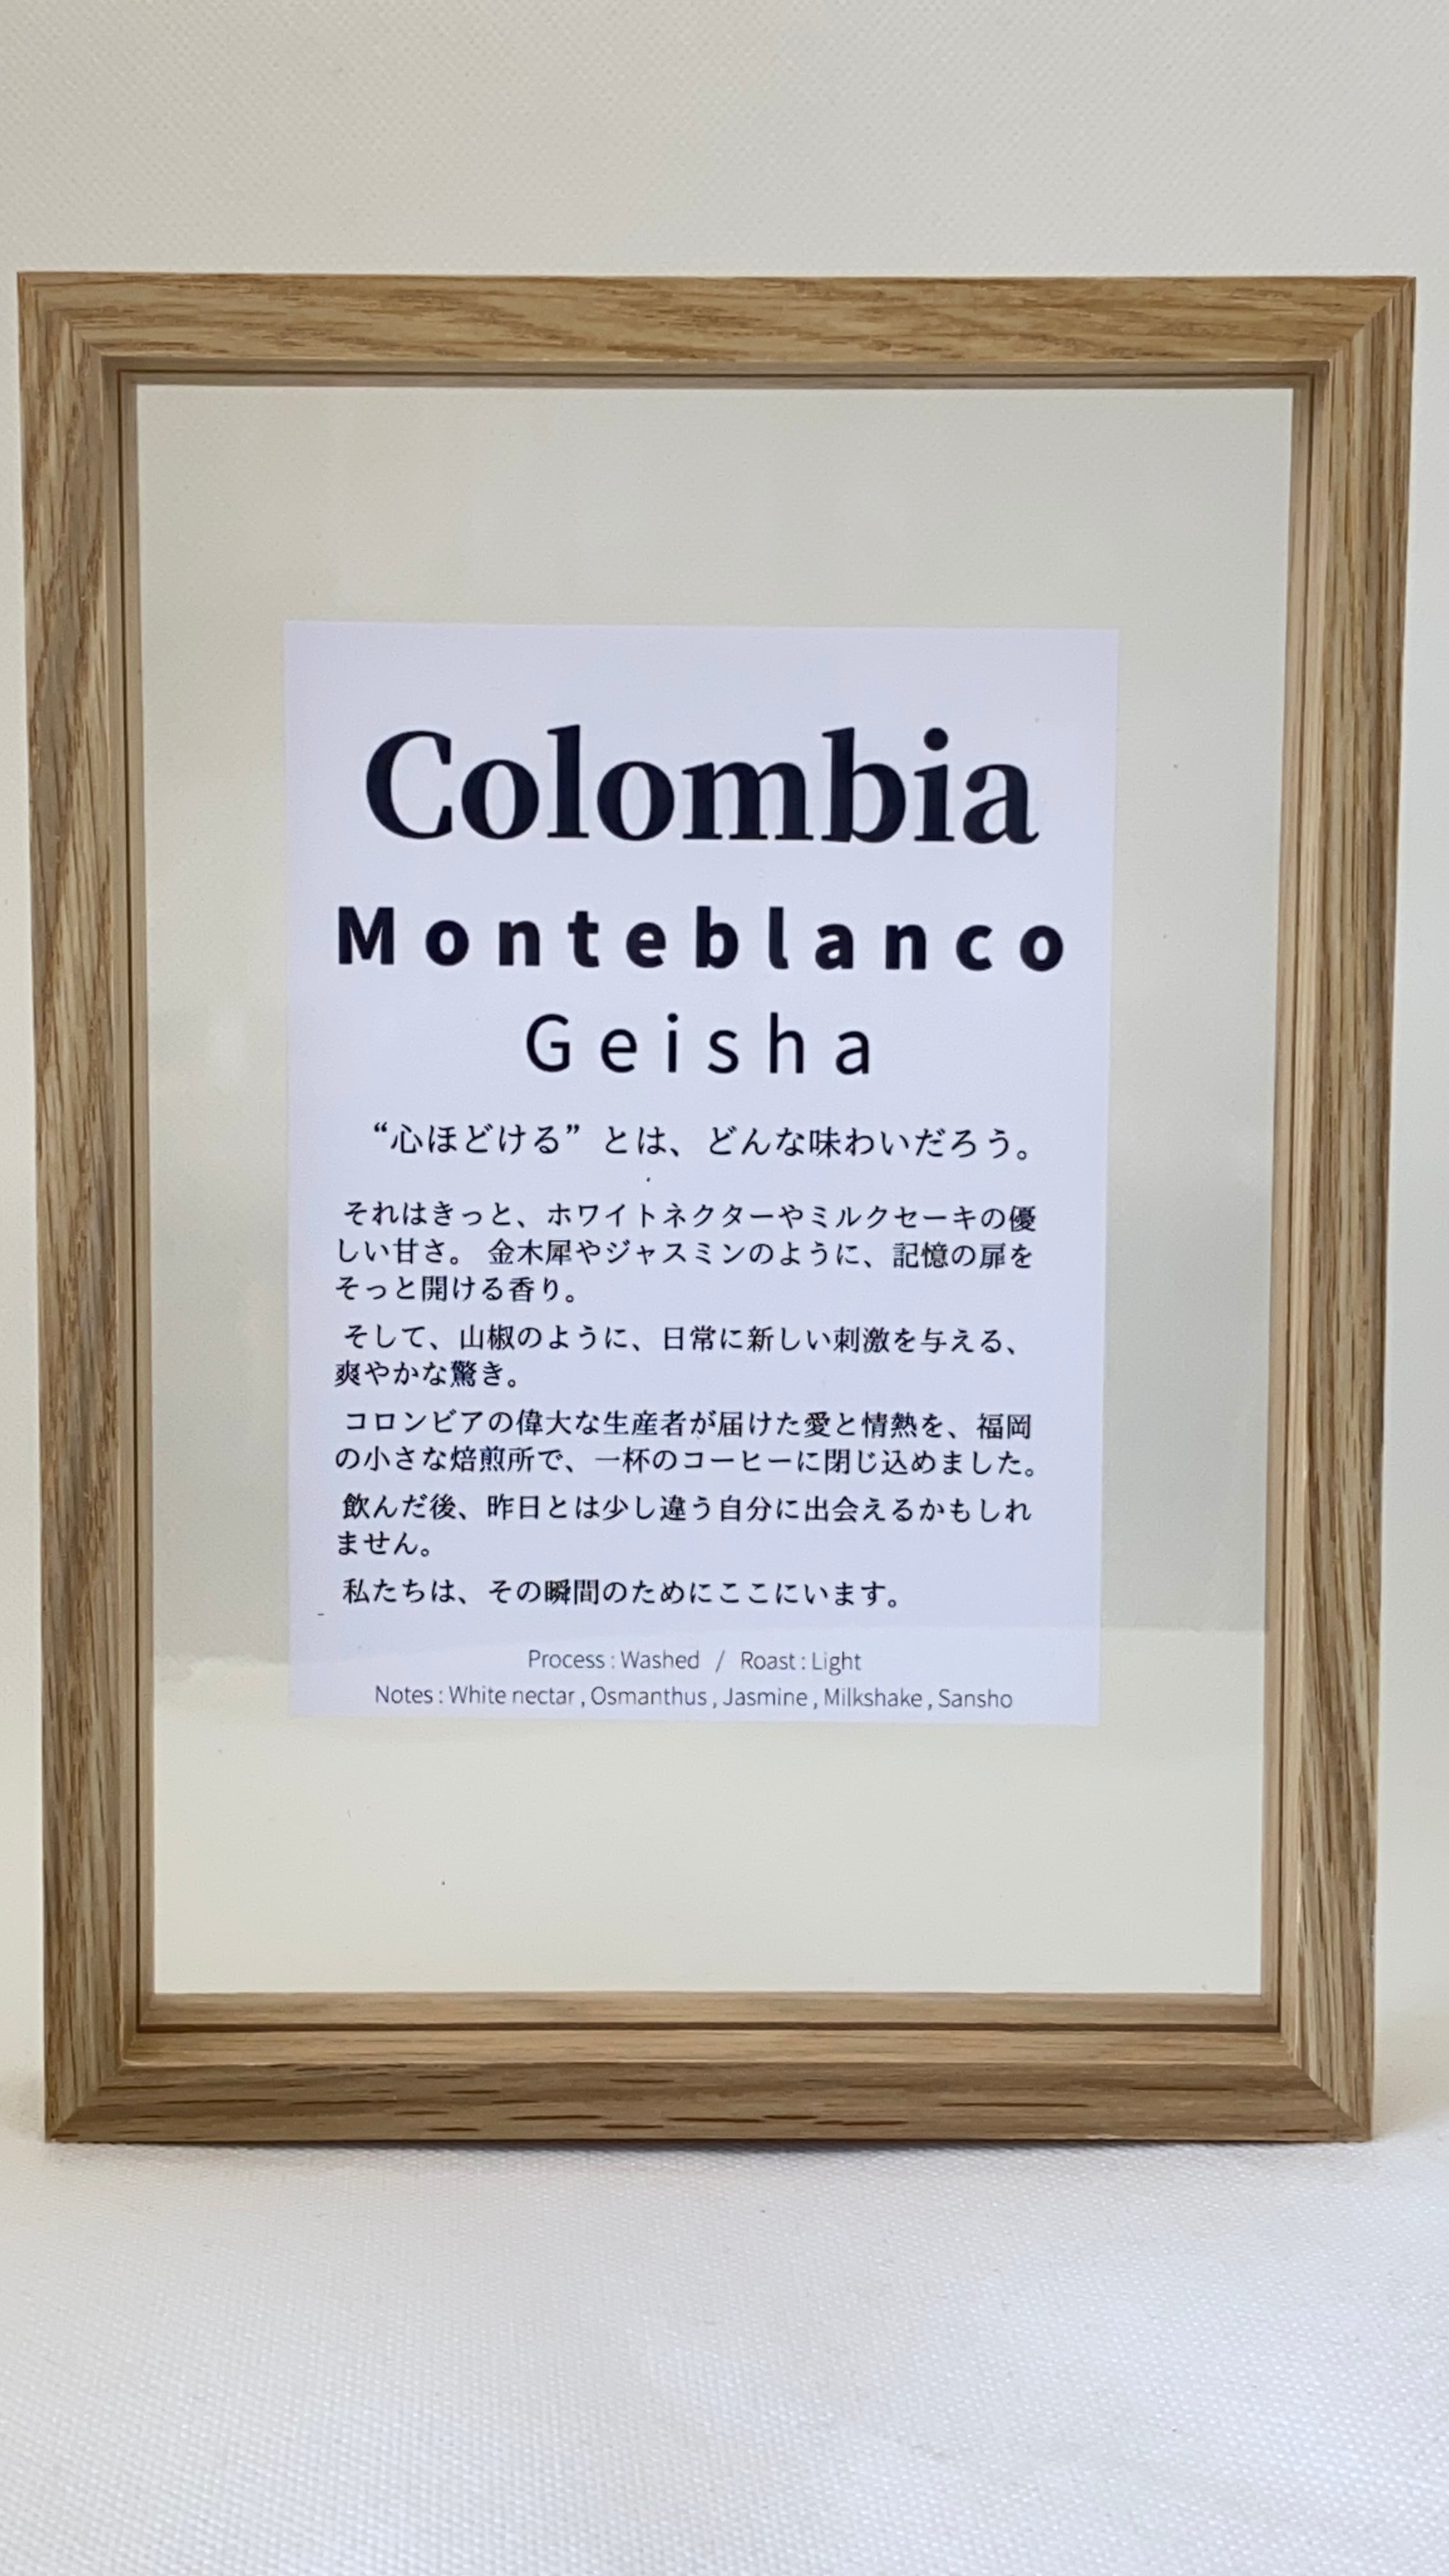 Colombia
Monteblanco
Geisha
“心ほどける” とは、どんな味わいだろう。
それはきっと、ホワイトネクターやミルクセーキの優
しい甘さ。 金木犀やジャスミンのように、記憶の扉を
そっと開ける香り。
そして、山椒のように、日常に新しい刺激を与える、
爽やかな驚き。
コロンビアの偉大な生産者が届けた愛と情熱を、福岡
の小さな焙煎所で、一杯のコーヒーに閉じ込めました。
飲んだ後、昨日とは少し違う自分に出会えるかもしれ
ません。
私たちは、その瞬間のためにここにいます。
Process : Washed / Roast : Light
Notes : White nectar , Osmanthus , Jasmine , Milkshake , Sansho